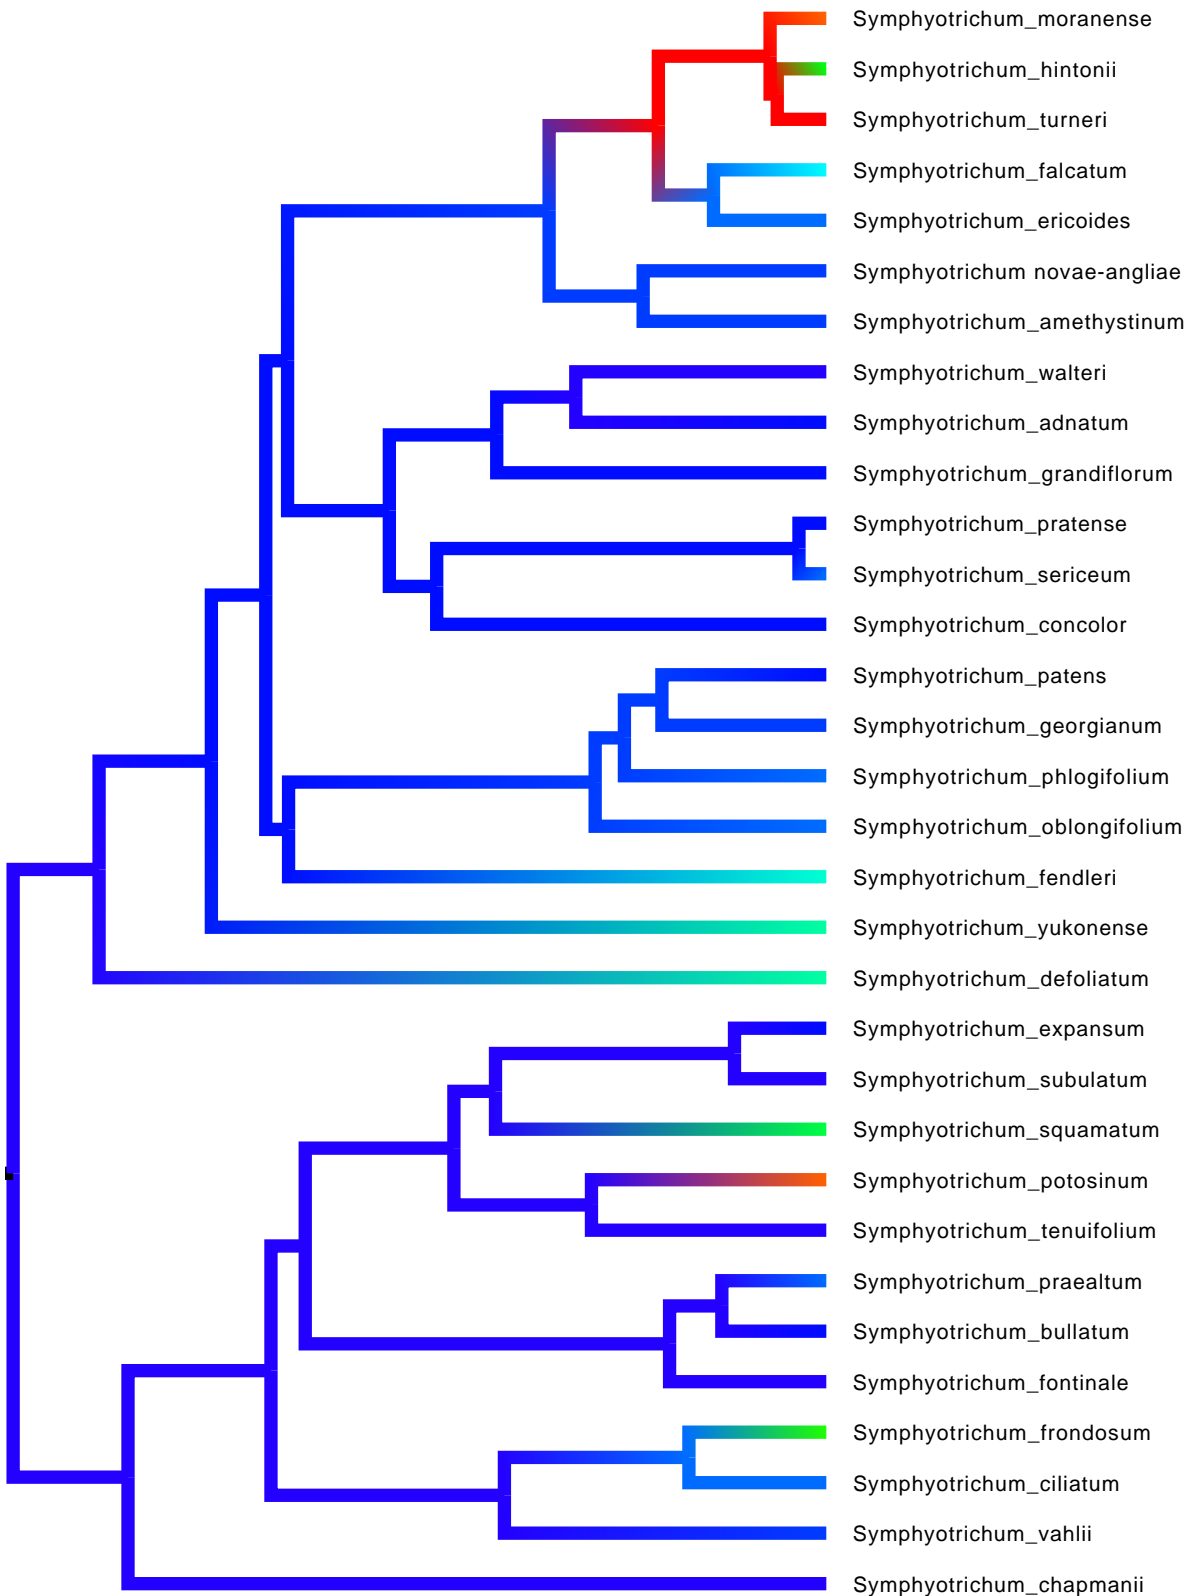 Symphyotrichum_moranense
Symphyotrichum_hintonii
Symphyotrichum_turneri
Symphyotrichum_falcatum
Symphyotrichum_ericoides
Symphyotrichum novae-angliae
Symphyotrichum_amethystinum
Symphyotrichum_walteri
Symphyotrichum_adnatum
Symphyotrichum_grandiflorum
Symphyotrichum_pratense
Symphyotrichum_sericeum
Symphyotrichum_concolor
Symphyotrichum_patens
Symphyotrichum_georgianum
Symphyotrichum_phlogifolium
Symphyotrichum_oblongifolium
Symphyotrichum_fendleri
Symphyotrichum_yukonense
Symphyotrichum_defoliatum
Symphyotrichum_expansum
Symphyotrichum_subulatum
Symphyotrichum_squamatum
Symphyotrichum_potosinum
Symphyotrichum_tenuifolium
Symphyotrichum_praealtum
Symphyotrichum_bullatum
Symphyotrichum_fontinale
Symphyotrichum_frondosum
Symphyotrichum_ciliatum
Symphyotrichum_vahlii
Symphyotrichum_chapmanii